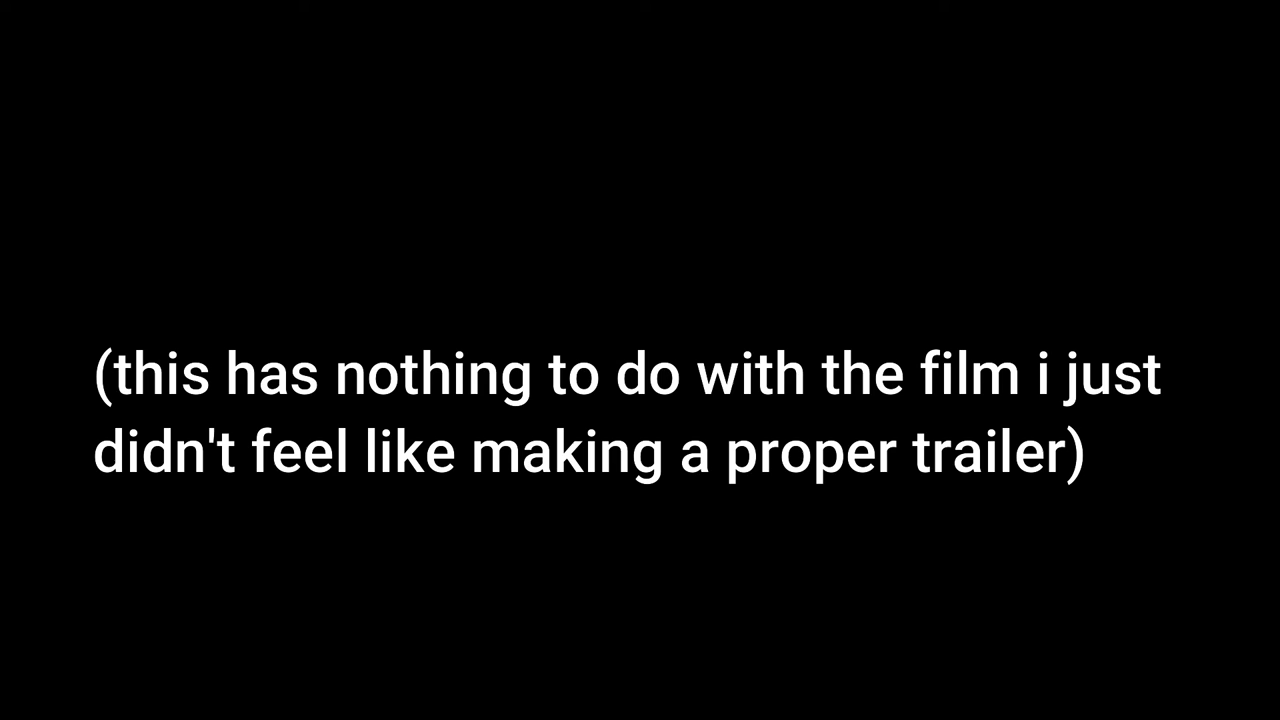 (this has nothing to do with the film i just
didn't feel like making a proper trailer)